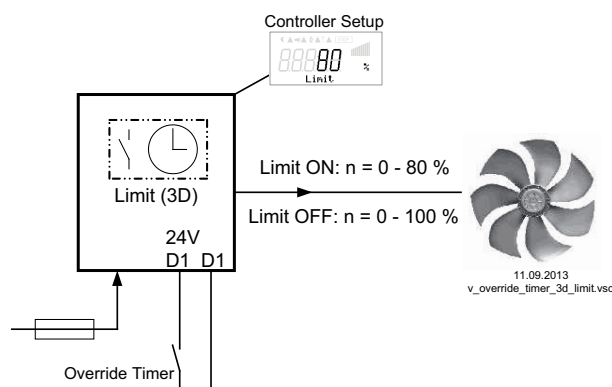 Controller Setup
80
%
Limit
Limit (3D)
24V
D1 D1
Limit ON: n = 0 - 80 %
Limit OFF: n = 0 - 100 %
11.09.2013
v_override_timer_3d_limit.vsd
Override Timer